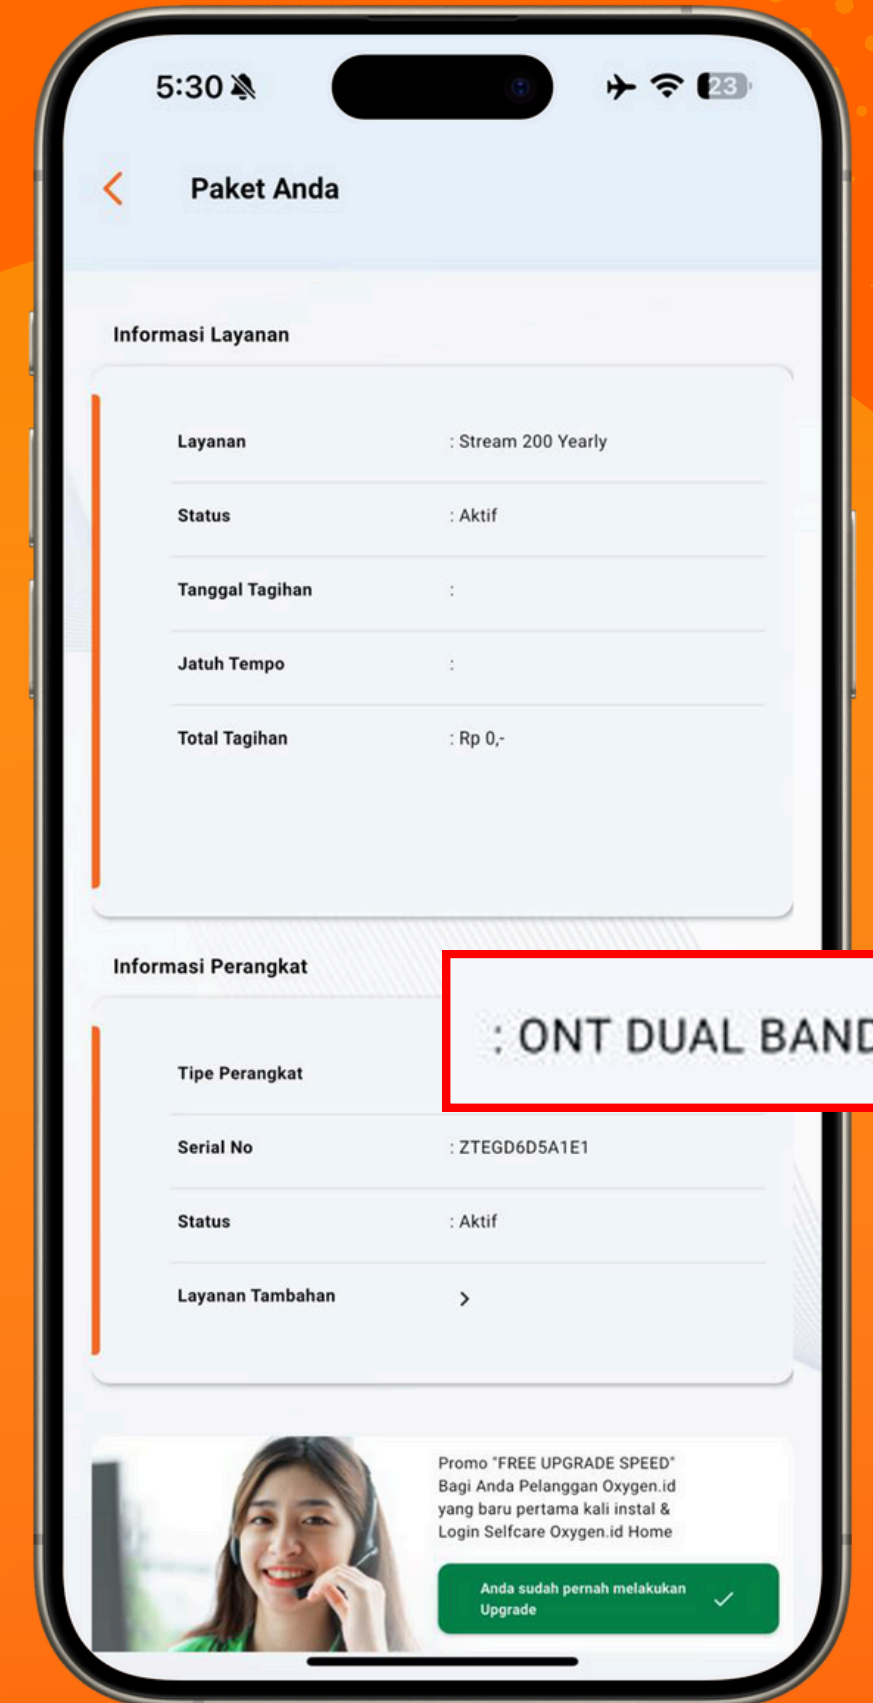 5:30
23
Paket Anda
Informasi Layanan
Layanan : Stream 200 Yearly
Status : Aktif
Tanggal Tagihan :
Jatuh Tempo :
Total Tagihan : Rp 0,-
Informasi Perangkat
Tipe Perangkat : ONT DUAL BAND
Serial No : ZTEGD6D5A1E1
Status : Aktif
Layanan Tambahan >
Promo "FREE UPGRADE SPEED"
Bagi Anda Pelanggan Oxygen.id
yang baru pertama kali instal &
Login Selfcare Oxygen.id Home
Anda sudah pernah melakukan
Upgrade